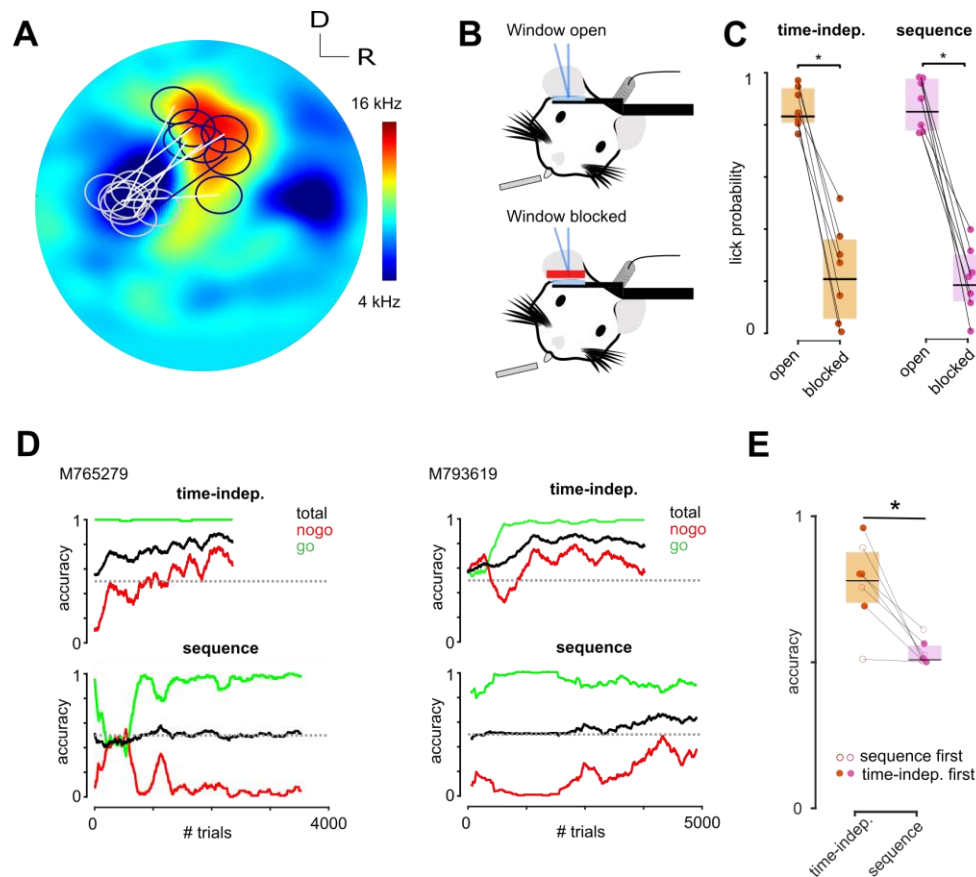 A
D
R
16 kHz
4 kHz
B
Window open
Window blocked
C
time-indep.
sequence
*
*
1
lick probability
1
open
blocked
open
blocked
D
M765279
time-indep.
total
nogo
go
1
accuracy
0
sequence
1
accuracy
0
0
4000
# trials
M793619
time-indep.
total
nogo
go
1
accuracy
0
sequence
1
accuracy
0
0
5000
# trials
E
*
1
accuracy
0
sequence first
time-indep. first
time-indep.
sequence